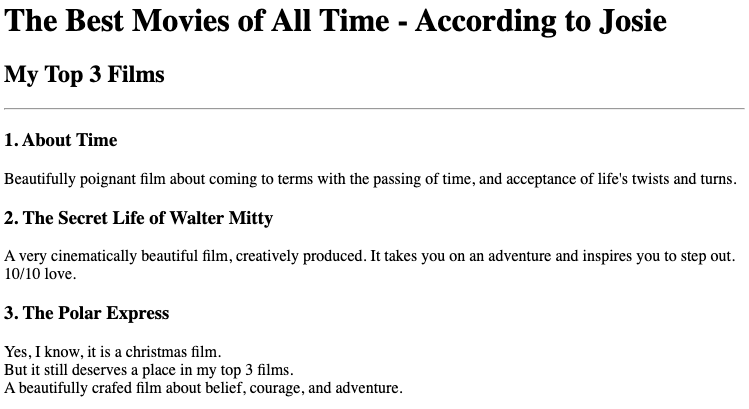 The Best Movies of All Time - According to Josie
My Top 3 Films
1. About Time
Beautifully poignant film about coming to terms with the passing of time, and acceptance of life's twists and turns.
2. The Secret Life of Walter Mitty
A very cinematically beautiful film, creatively produced. It takes you on an adventure and inspires you to step out.
10/10 love.
3. The Polar Express
Yes, I know, it is a christmas film.
But it still deserves a place in my top 3 films.
A beautifully crafed film about belief, courage, and adventure.